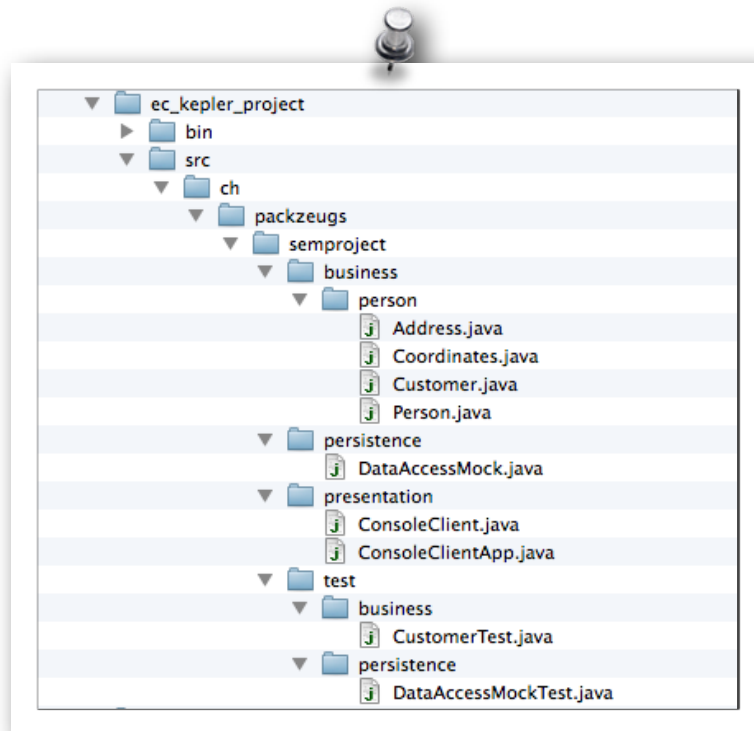 ec_kepler_project
bin
src
ch
packzeugs
semproject
business
person
Address.java
Coordinates.java
Customer.java
Person.java
persistence
DataAccessMock.java
presentation
ConsoleClient.java
ConsoleClientApp.java
test
business
CustomerTest.java
persistence
DataAccessMockTest.java